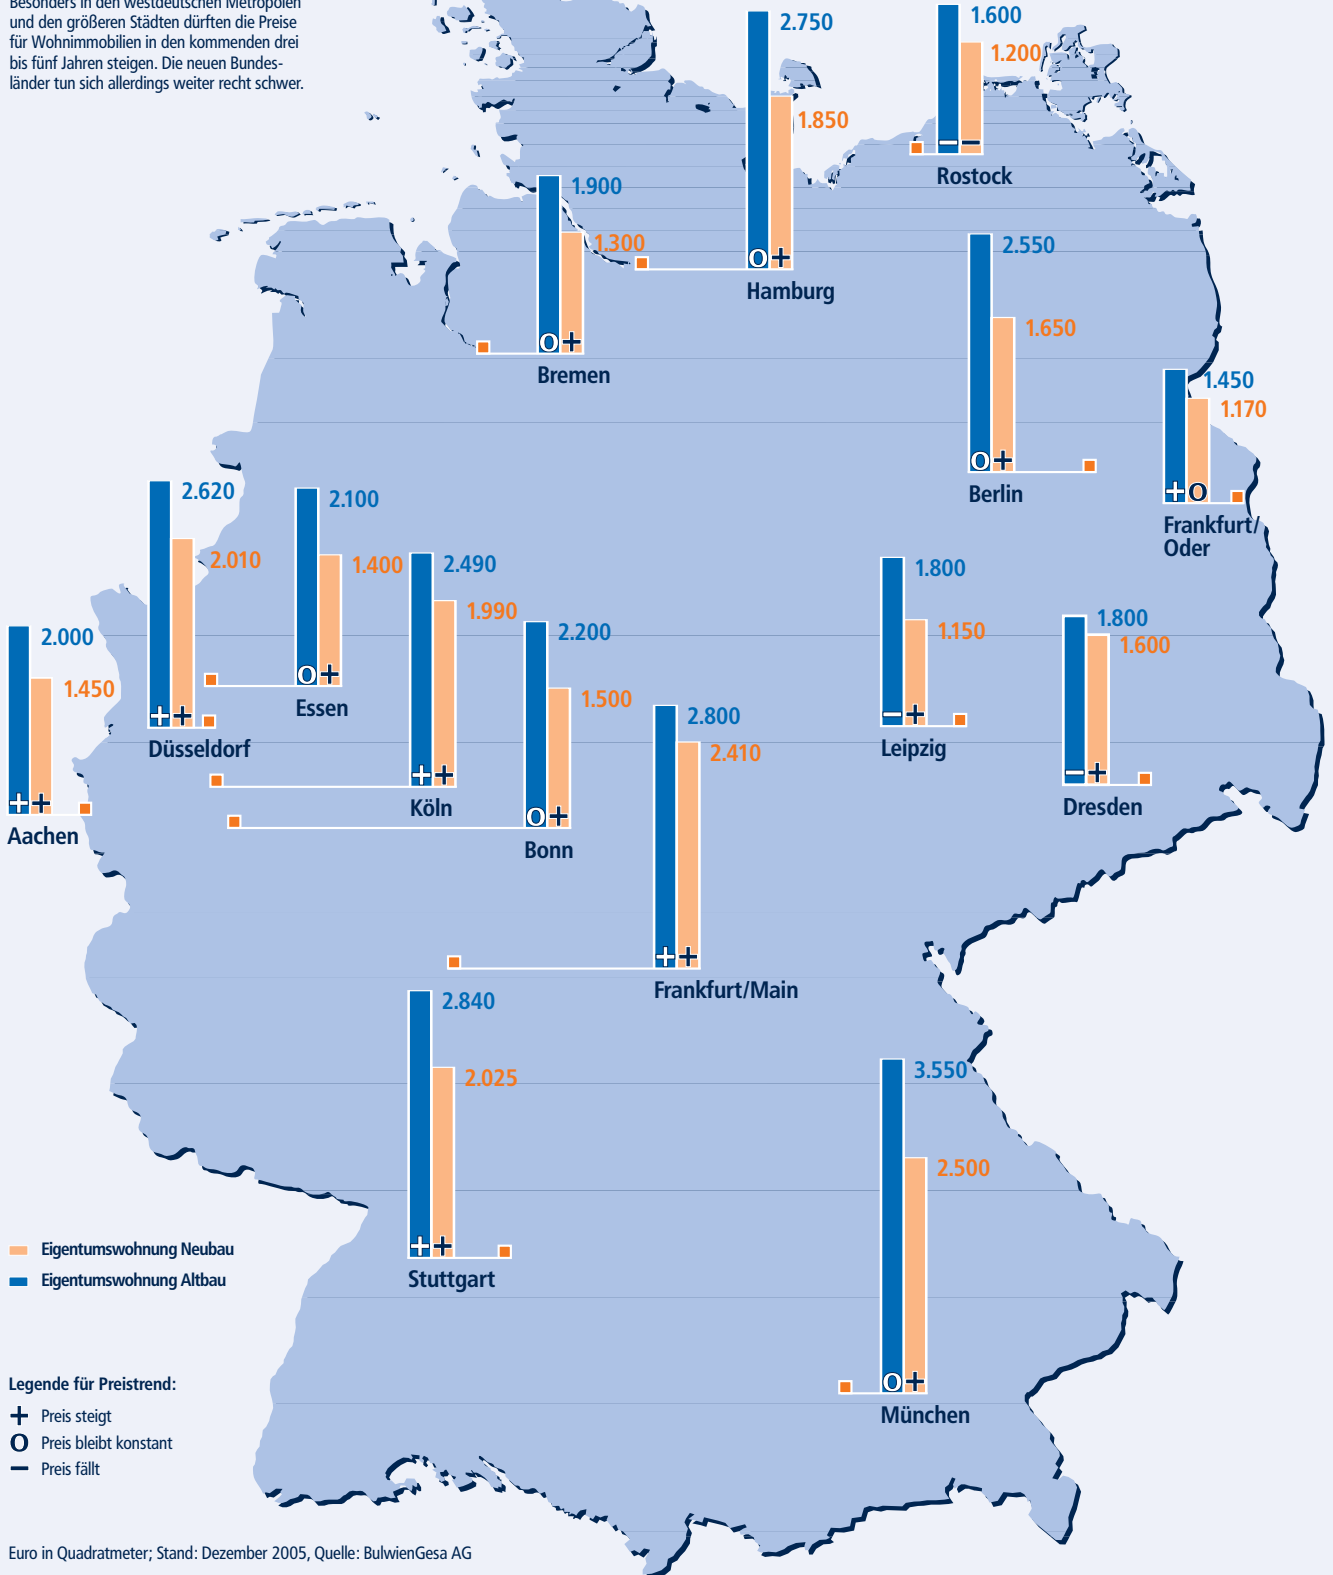 Besonders in den westdeutschen Metropolen
und den größeren Städten dürften die Preise
für Wohnimmobilien in den kommenden drei
bis fünf Jahren steigen. Die neuen Bundes-
länder tun sich allerdings weiter recht schwer.
1.600
1.200
– –
Rostock
2.750
1.850
O +
Hamburg
1.900
1.300
O +
Bremen
2.550
1.650
O +
Berlin
1.450
1.170
+ O
Frankfurt/
Oder
2.620
2.010
+ +
Düsseldorf
2.100
1.400
O +
Essen
2.490
1.990
+ +
Köln
2.000
1.450
+ +
Aachen
2.200
1.500
O +
Bonn
1.800
1.150
– +
Leipzig
1.800
1.600
– +
Dresden
2.800
2.410
+ +
Frankfurt/Main
2.840
2.025
+ +
Stuttgart
3.550
2.500
O +
München
Eigentumswohnung Neubau
Eigentumswohnung Altbau
Legende für Preistrend:
+ Preis steigt
O Preis bleibt konstant
– Preis fällt
Euro in Quadratmeter; Stand: Dezember 2005, Quelle: BulwienGesa AG